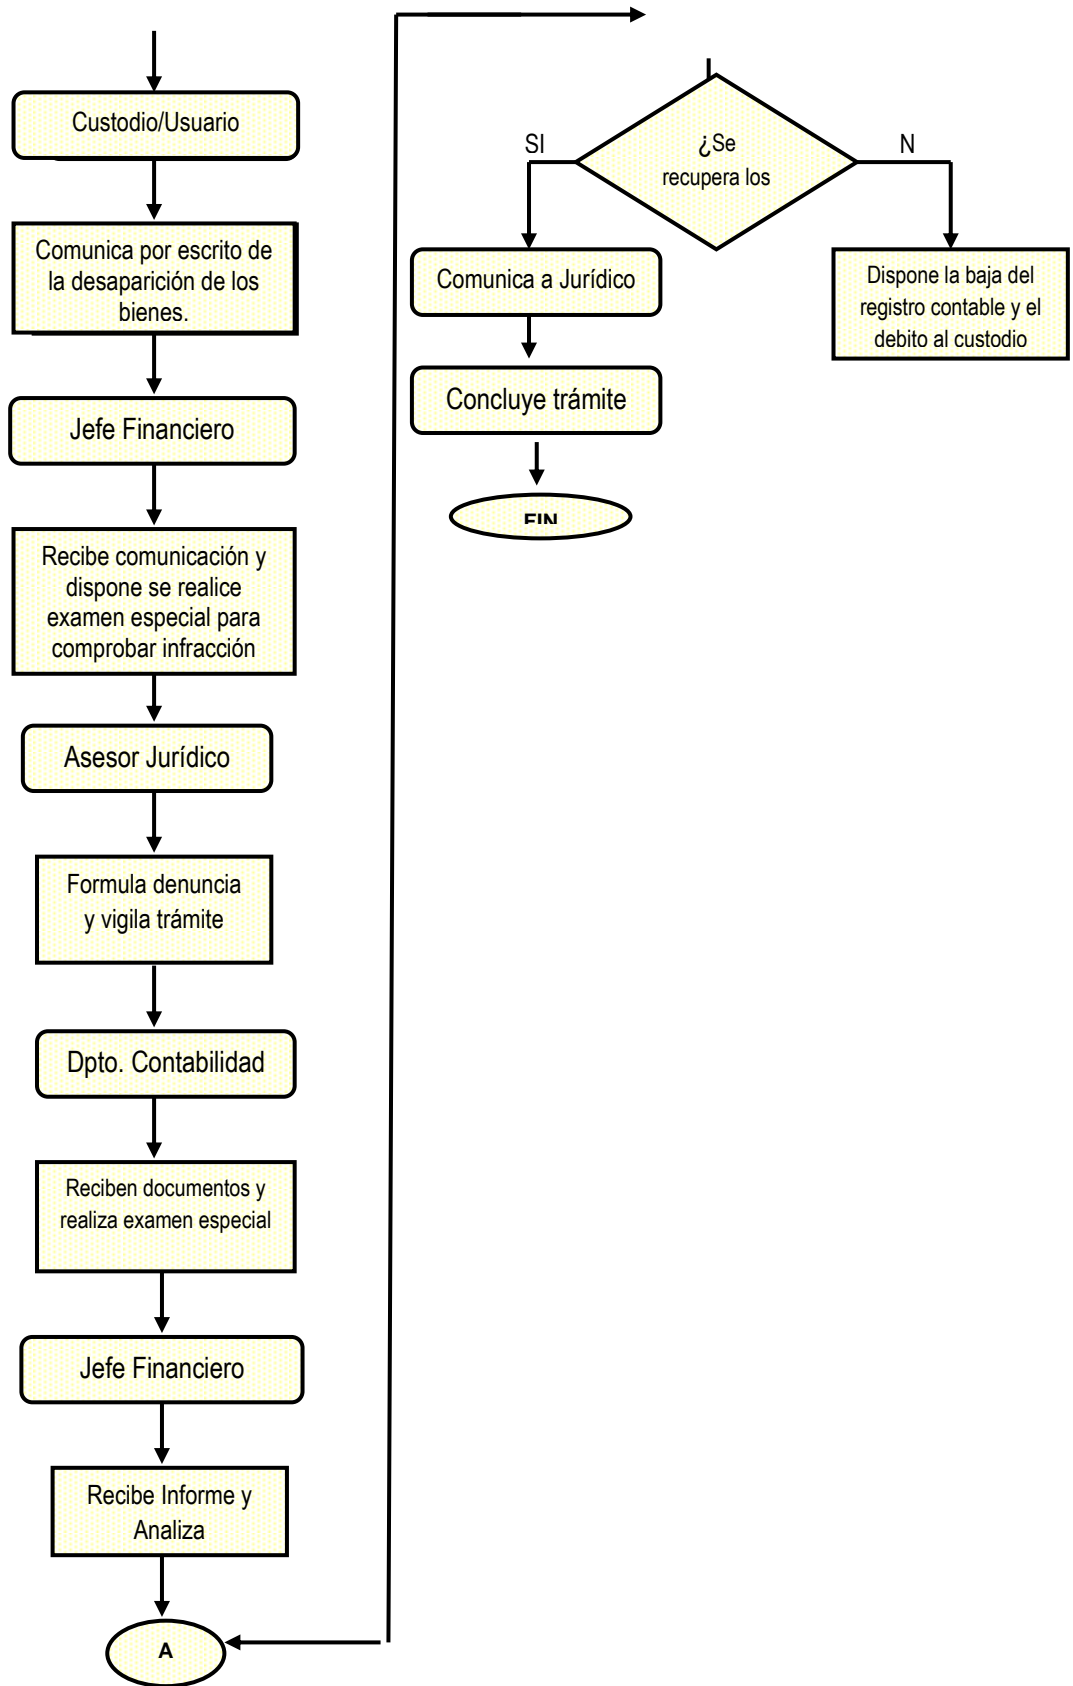 Custodio/Usuario
Comunica por escrito de
la desaparición de los
bienes.
Jefe Financiero
Recibe comunicación y
dispone se realice
examen especial para
comprobar infracción
Asesor Jurídico
Formula denuncia
y vigila trámite
Dpto. Contabilidad
Reciben documentos y
realiza examen especial
Jefe Financiero
Recibe Informe y
Analiza
A
¿Se
recupera los
SI
N
Comunica a Jurídico
Concluye trámite
FIN
Dispone la baja del
registro contable y el
debito al custodio